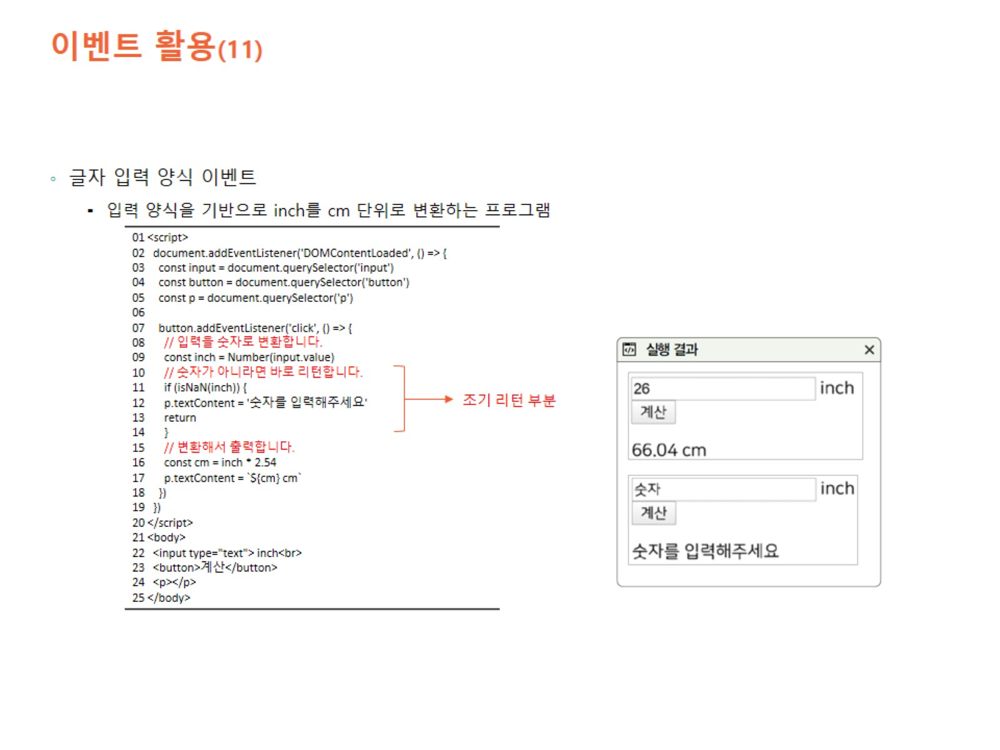 이벤트 활용(11)
◦ 글자 입력 양식 이벤트
▪ 입력 양식을 기반으로 inch를 cm 단위로 변환하는 프로그램
01 <script>
02 document.addEventListener('DOMContentLoaded', () => {
03 const input = document.querySelector('input')
04 const button = document.querySelector('button')
05 const p = document.querySelector('p')
06
07 button.addEventListener('click', () => {
08 // 입력을 숫자로 변환합니다.
09 const inch = Number(input.value)
10 // 숫자가 아니라면 바로 리턴합니다.
11 if (isNaN(inch)) {
12 p.textContent = '숫자를 입력해주세요'
13 return
14 }
15 // 변환해서 출력합니다.
16 const cm = inch * 2.54
17 p.textContent = `${cm} cm`
18 })
19 })
20 </script>
21 <body>
22 <input type="text"> inch<br>
23 <button>계산</button>
24 <p></p>
25 </body>
조기 리턴 부분
실행 결과
26 inch
계산
66.04 cm
숫자 inch
계산
숫자를 입력해주세요